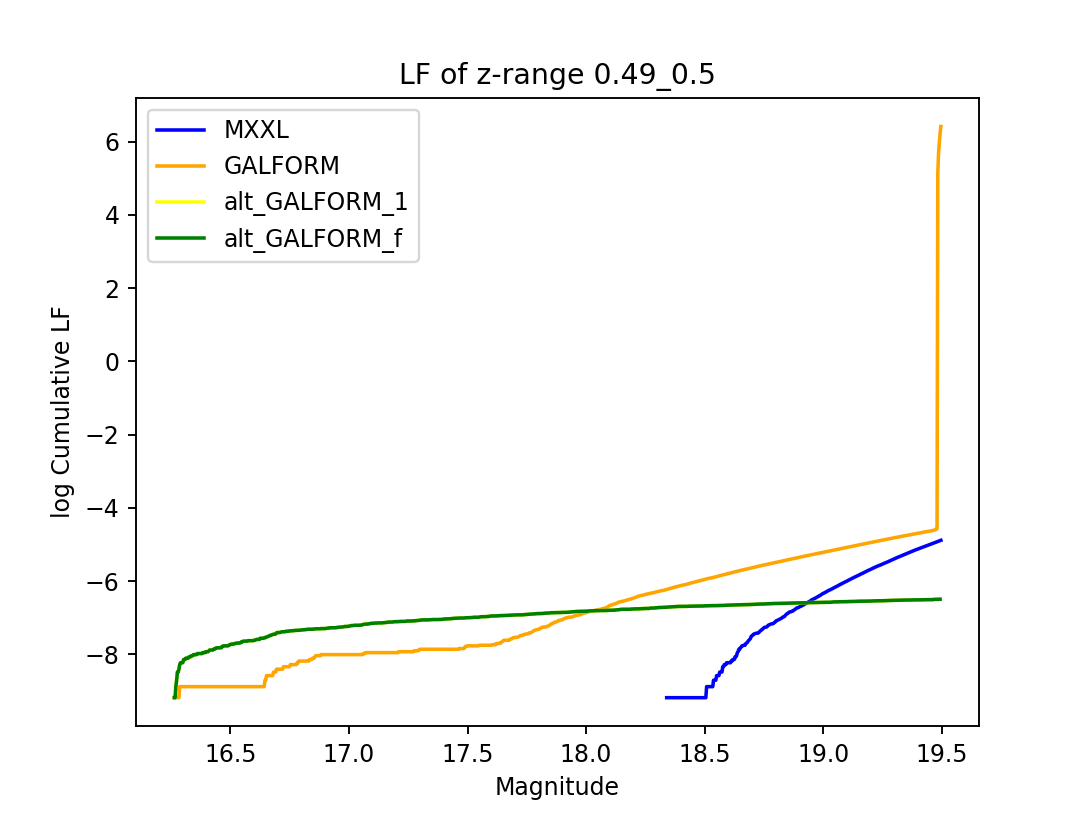 LF of z-range 0.49_0.5
MXXL
GALFORM
alt_GALFORM_1
alt_GALFORM_f
log Cumulative LF
6
4
2
0
−2
−4
−6
−8
16.5 17.0 17.5 18.0 18.5 19.0 19.5
Magnitude